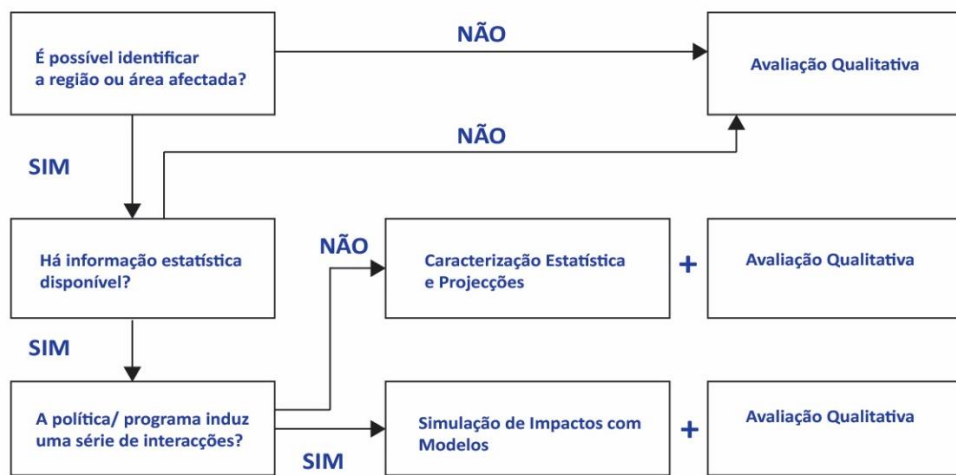 NÃO
É possível identificar
a região ou área afectada?
Avaliação Qualitativa
NÃO
SIM
Há informação estatística
disponível?
NÃO
Caracterização Estatística
e Projecções
+
Avaliação Qualitativa
SIM
A política/ programa induz
uma série de interacções?
SIM
Simulação de Impactos com
Modelos
+
Avaliação Qualitativa